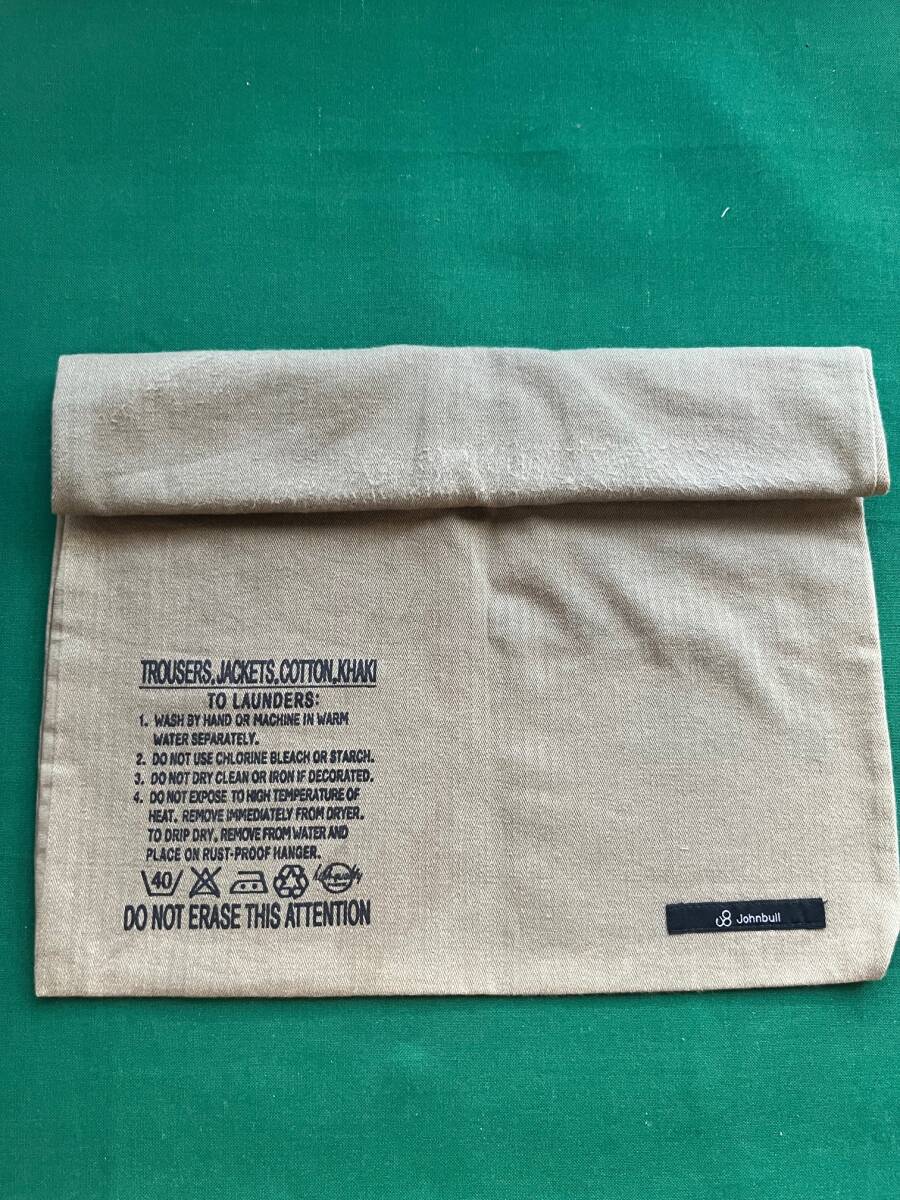 TROUSERS, JACKETS, COTTON, KHAKI
TO LAUNDERS:
1. WASH BY HAND OR MACHINE IN WARM
WATER SEPARATELY.
2. DO NOT USE CHLORINE BLEACH OR STARCH.
3. DO NOT DRY CLEAN OR IRON IF DECORATED.
4. DO NOT EXPOSE TO HIGH TEMPERATURE OF
HEAT. REMOVE IMMEDIATELY FROM DRYER.
TO DRIP DRY, REMOVE FROM WATER AND
PLACE ON RUST-PROOF HANGER.
40
DO NOT ERASE THIS ATTENTION
Johnbull